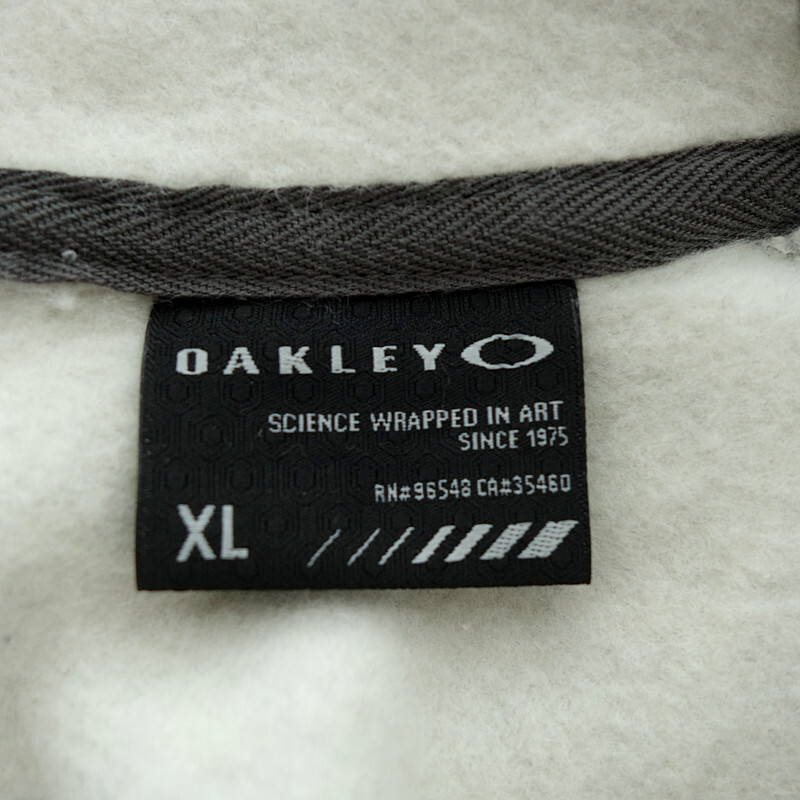 OAKLEY
SCIENCE WRAPPED IN ART
SINCE 1975
RN#96548 CA#35460
XL